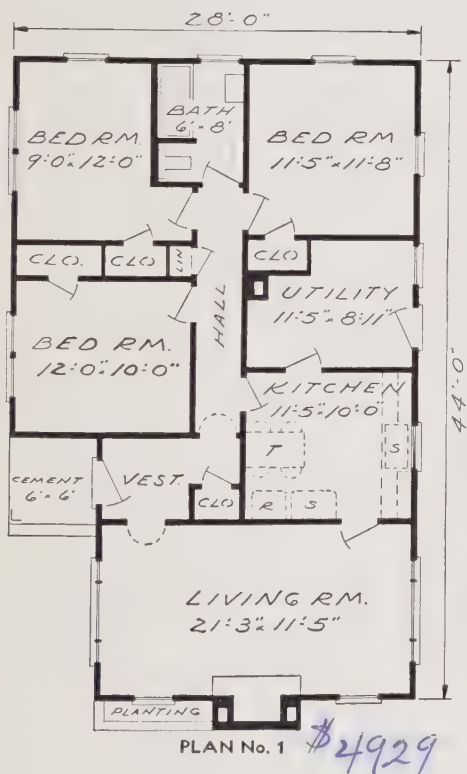 28'-0"
BATH
6'x8'
BED RM.
9'-0"x12'-0"
BED RM
11'-5"x11'-8"
CLO.
CLO
LIN
CLO
UTILITY
11'-5"x8'-11"
HALL
BED RM.
12'-0"x10'-0"
44'-0"
KITCHEN
11'-5"x10'-0"
T
S
CEMENT
6'x6'
VEST.
CLO
R
S
LIVING RM.
21'-3"x11'-5"
PLANTING
PLAN No. 1
$4929